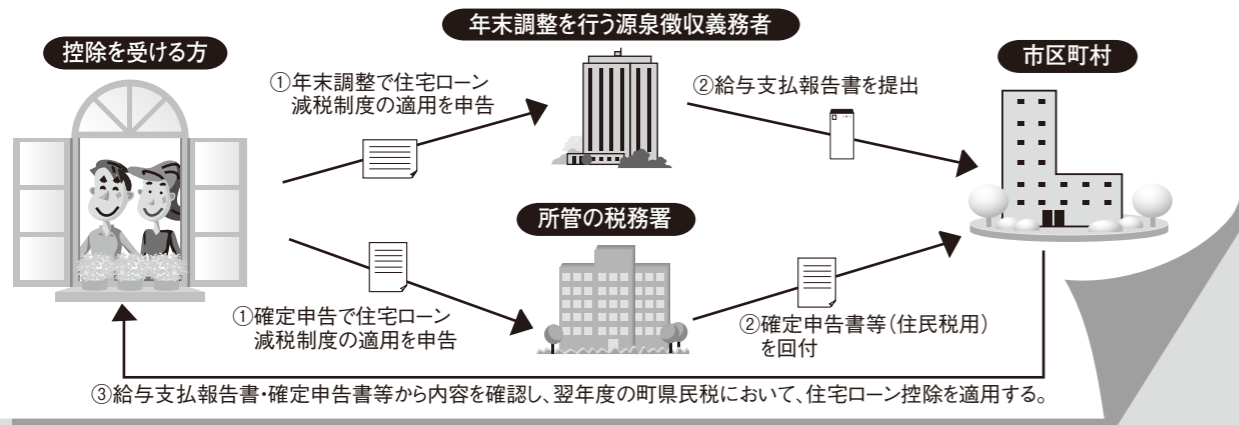 年末調整を行う源泉徴収義務者
控除を受ける方
市区町村
①年末調整で住宅ローン
減税制度の適用を申告
②給与支払報告書を提出
所管の税務署
①確定申告で住宅ローン
減税制度の適用を申告
②確定申告書等(住民税用)
を回付
③給与支払報告書・確定申告書等から内容を確認し、翌年度の町県民税において、住宅ローン控除を適用する。